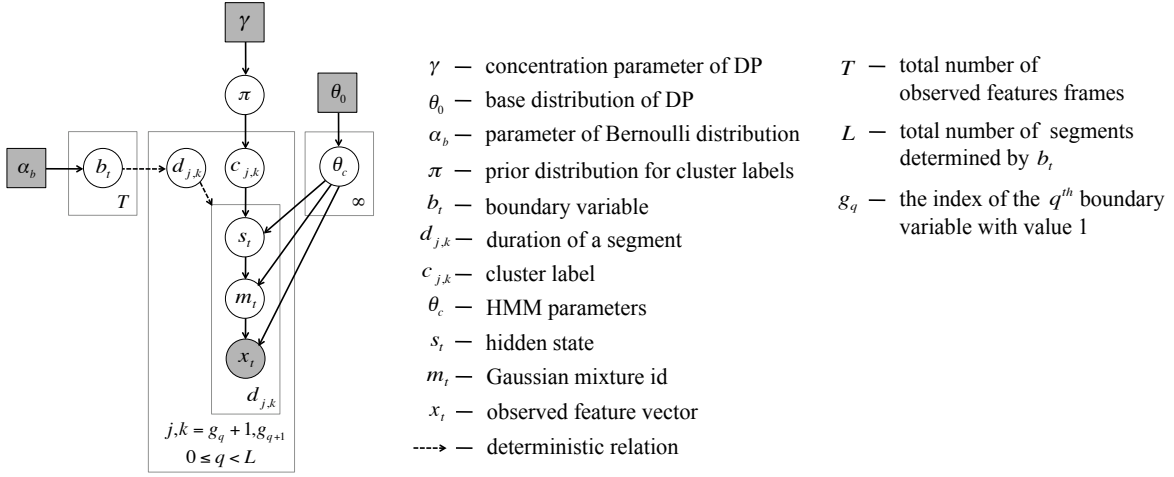 γ
π
θ₀
α_b
b_t
T
d_{j,k}
c_{j,k}
θ_c
∞
s_t
m_t
x_t
d_{j,k}
j,k = g_q + 1, g_{q+1}
0 ≤ q < L
γ — concentration parameter of DP
θ₀ — base distribution of DP
α_b — parameter of Bernoulli distribution
π — prior distribution for cluster labels
b_t — boundary variable
d_{j,k} — duration of a segment
c_{j,k} — cluster label
θ_c — HMM parameters
s_t — hidden state
m_t — Gaussian mixture id
x_t — observed feature vector
— deterministic relation
T — total number of
observed features frames
L — total number of segments
determined by b_t
g_q — the index of the q^{th} boundary
variable with value 1